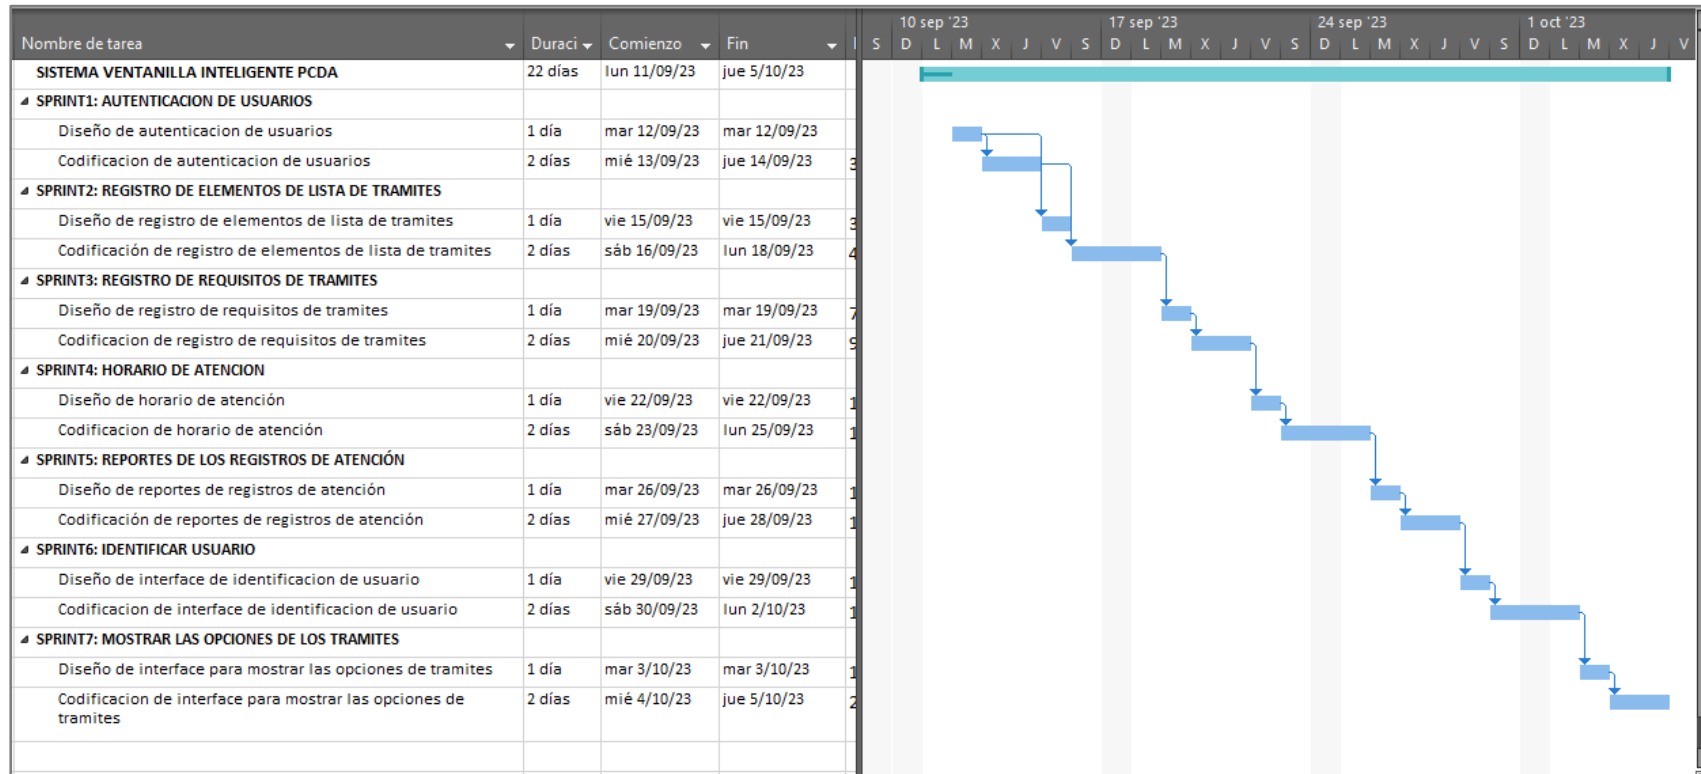 10 sep '23 17 sep '23 24 sep '23 1 oct '23
Nombre de tarea Duraci Comienzo Fin S D L M X J V S D L M X J V S D L M X J V S D L M X J V
SISTEMA VENTANILLA INTELIGENTE PCDA 22 días lun 11/09/23 jue 5/10/23
SPRINT1: AUTENTICACION DE USUARIOS
Diseño de autenticacion de usuarios 1 día mar 12/09/23 mar 12/09/23
Codificacion de autenticacion de usuarios 2 días mié 13/09/23 jue 14/09/23 3
SPRINT2: REGISTRO DE ELEMENTOS DE LISTA DE TRAMITES
Diseño de registro de elementos de lista de tramites 1 día vie 15/09/23 vie 15/09/23 3
Codificación de registro de elementos de lista de tramites 2 días sáb 16/09/23 lun 18/09/23 4
SPRINT3: REGISTRO DE REQUISITOS DE TRAMITES
Diseño de registro de requisitos de tramites 1 día mar 19/09/23 mar 19/09/23 7
Codificacion de registro de requisitos de tramites 2 días mié 20/09/23 jue 21/09/23 9
SPRINT4: HORARIO DE ATENCION
Diseño de horario de atención 1 día vie 22/09/23 vie 22/09/23 1
Codificacion de horario de atención 2 días sáb 23/09/23 lun 25/09/23 1
SPRINT5: REPORTES DE LOS REGISTROS DE ATENCIÓN
Diseño de reportes de registros de atención 1 día mar 26/09/23 mar 26/09/23 1
Codificación de reportes de registros de atención 2 días mié 27/09/23 jue 28/09/23 1
SPRINT6: IDENTIFICAR USUARIO
Diseño de interface de identificacion de usuario 1 día vie 29/09/23 vie 29/09/23 1
Codificacion de interface de identificacion de usuario 2 días sáb 30/09/23 lun 2/10/23 1
SPRINT7: MOSTRAR LAS OPCIONES DE LOS TRAMITES
Diseño de interface para mostrar las opciones de tramites 1 día mar 3/10/23 mar 3/10/23 1
Codificacion de interface para mostrar las opciones de 2 días mié 4/10/23 jue 5/10/23 2
tramites